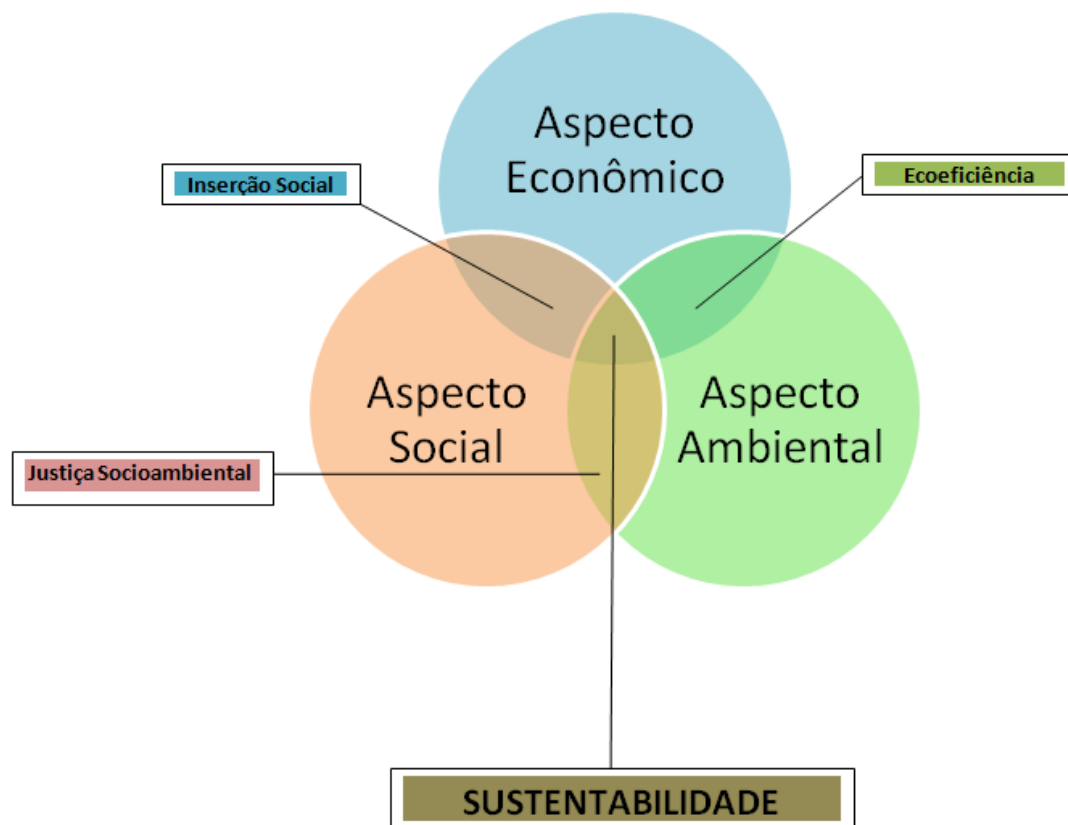 Aspecto
Econômico
Inserção Social
Ecoeficiência
Aspecto
Social
Aspecto
Ambiental
Justiça Socioambiental
SUSTENTABILIDADE